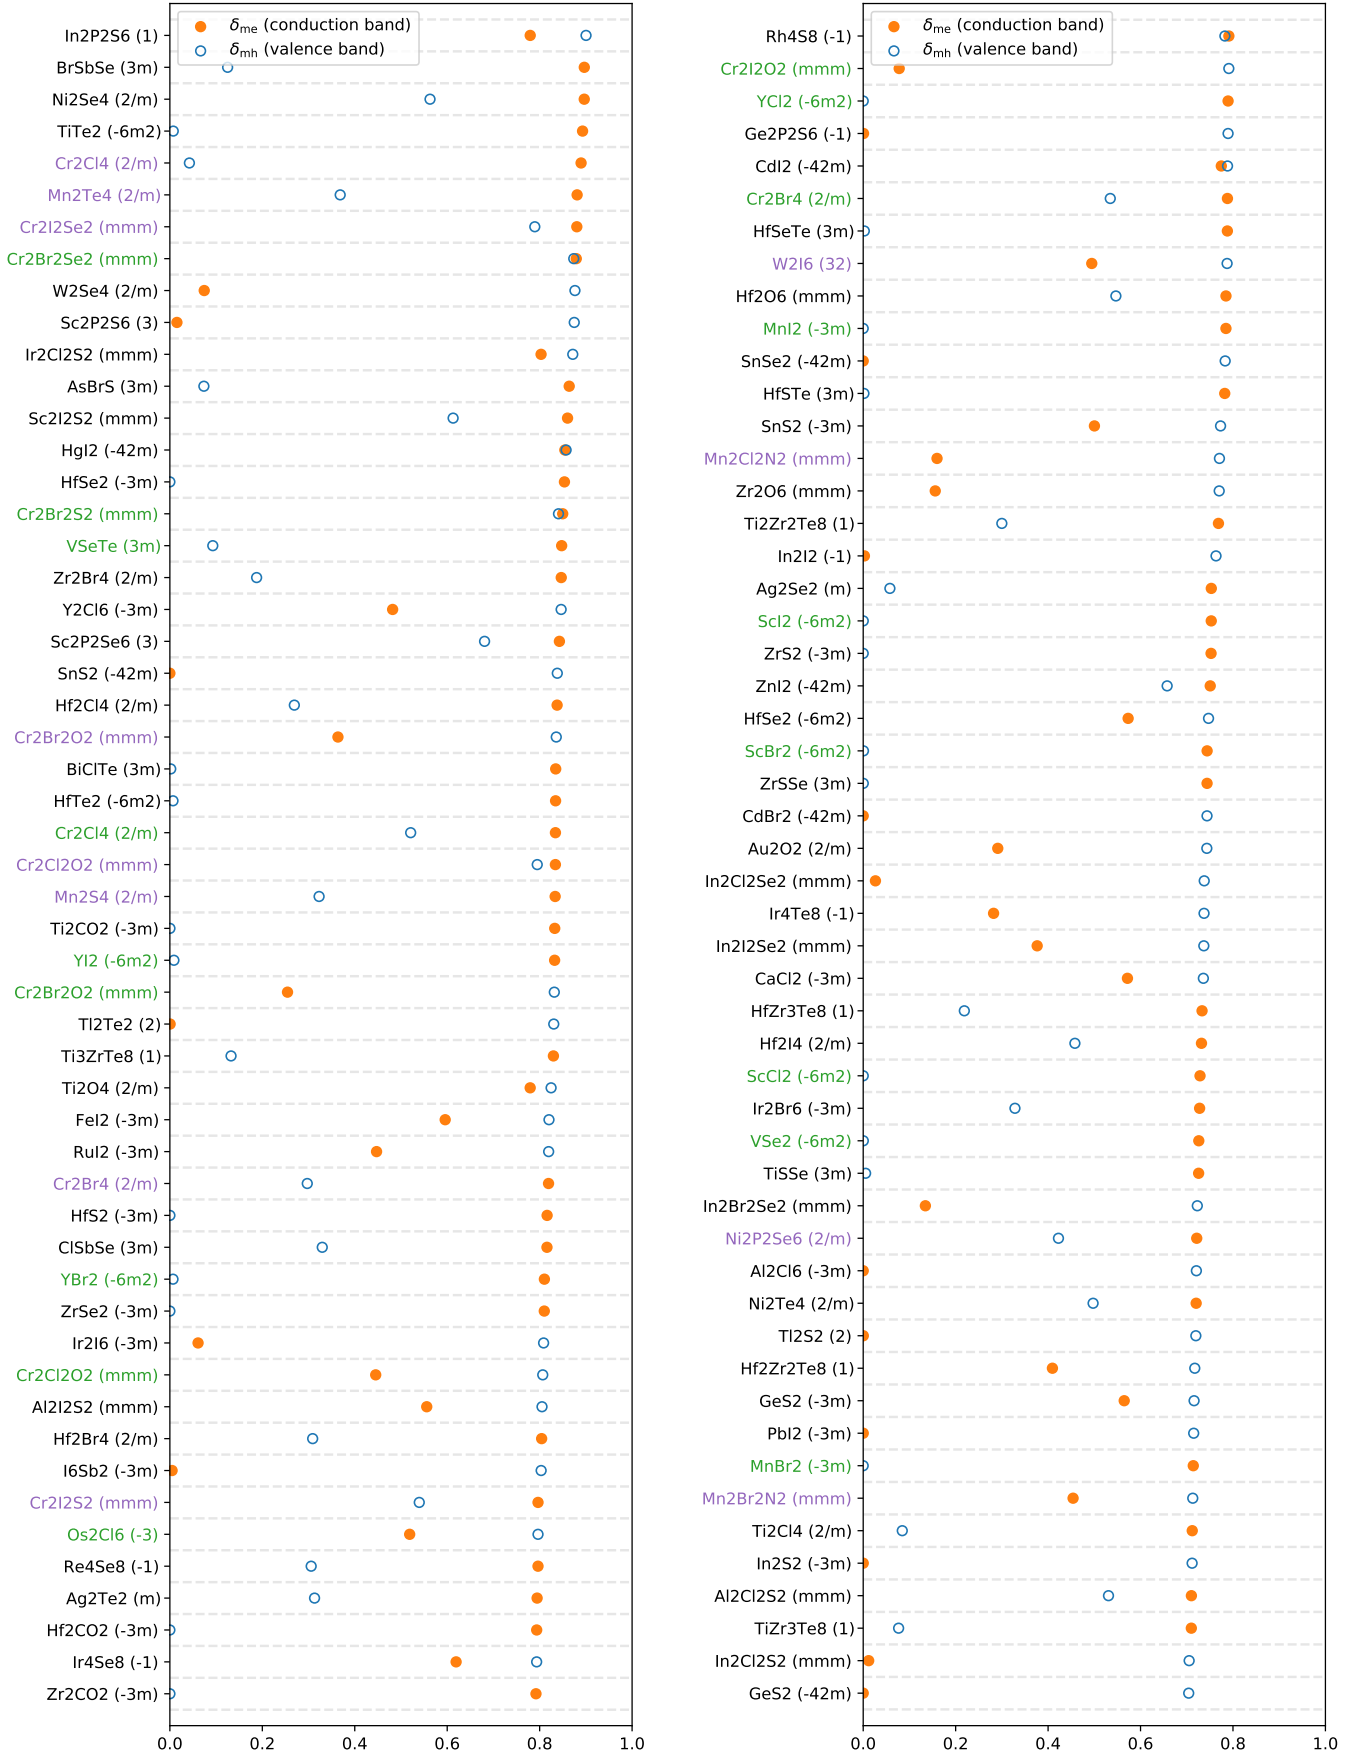 δme (conduction band)
δmh (valence band)
In2P2S6 (1)
BrSbSe (3m)
Ni2Se4 (2/m)
TiTe2 (-6m2)
Cr2Cl4 (2/m)
Mn2Te4 (2/m)
Cr2I2Se2 (mmm)
Cr2Br2Se2 (mmm)
W2Se4 (2/m)
Sc2P2S6 (3)
Ir2Cl2S2 (mmm)
AsBrS (3m)
Sc2I2S2 (mmm)
HgI2 (-42m)
HfSe2 (-3m)
Cr2Br2S2 (mmm)
VSeTe (3m)
Zr2Br4 (2/m)
Y2Cl6 (-3m)
Sc2P2Se6 (3)
SnS2 (-42m)
Hf2Cl4 (2/m)
Cr2Br2O2 (mmm)
BiClTe (3m)
HfTe2 (-6m2)
Cr2Cl4 (2/m)
Cr2Cl2O2 (mmm)
Mn2S4 (2/m)
Ti2CO2 (-3m)
YI2 (-6m2)
Cr2Br2O2 (mmm)
Tl2Te2 (2)
Ti3ZrTe8 (1)
Ti2O4 (2/m)
FeI2 (-3m)
RuI2 (-3m)
Cr2Br4 (2/m)
HfS2 (-3m)
ClSbSe (3m)
YBr2 (-6m2)
ZrSe2 (-3m)
Ir2I6 (-3m)
Cr2Cl2O2 (mmm)
Al2I2S2 (mmm)
Hf2Br4 (2/m)
I6Sb2 (-3m)
Cr2I2S2 (mmm)
Os2Cl6 (-3)
Re4Se8 (-1)
Ag2Te2 (m)
Hf2CO2 (-3m)
Ir4Se8 (-1)
Zr2CO2 (-3m)
0.0 0.2 0.4 0.6 0.8 1.0
δme (conduction band)
δmh (valence band)
Rh4S8 (-1)
Cr2I2O2 (mmm)
YCl2 (-6m2)
Ge2P2S6 (-1)
CdI2 (-42m)
Cr2Br4 (2/m)
HfSeTe (3m)
W2I6 (32)
Hf2O6 (mmm)
MnI2 (-3m)
SnSe2 (-42m)
HfSTe (3m)
SnS2 (-3m)
Mn2Cl2N2 (mmm)
Zr2O6 (mmm)
Ti2Zr2Te8 (1)
In2I2 (-1)
Ag2Se2 (m)
ScI2 (-6m2)
ZrS2 (-3m)
ZnI2 (-42m)
HfSe2 (-6m2)
ScBr2 (-6m2)
ZrSSe (3m)
CdBr2 (-42m)
Au2O2 (2/m)
In2Cl2Se2 (mmm)
Ir4Te8 (-1)
In2I2Se2 (mmm)
CaCl2 (-3m)
HfZr3Te8 (1)
Hf2I4 (2/m)
ScCl2 (-6m2)
Ir2Br6 (-3m)
VSe2 (-6m2)
TiSSe (3m)
In2Br2Se2 (mmm)
Ni2P2Se6 (2/m)
Al2Cl6 (-3m)
Ni2Te4 (2/m)
Tl2S2 (2)
Hf2Zr2Te8 (1)
GeS2 (-3m)
PbI2 (-3m)
MnBr2 (-3m)
Mn2Br2N2 (mmm)
Ti2Cl4 (2/m)
In2S2 (-3m)
Al2Cl2S2 (mmm)
TiZr3Te8 (1)
In2Cl2S2 (mmm)
GeS2 (-42m)
0.0 0.2 0.4 0.6 0.8 1.0